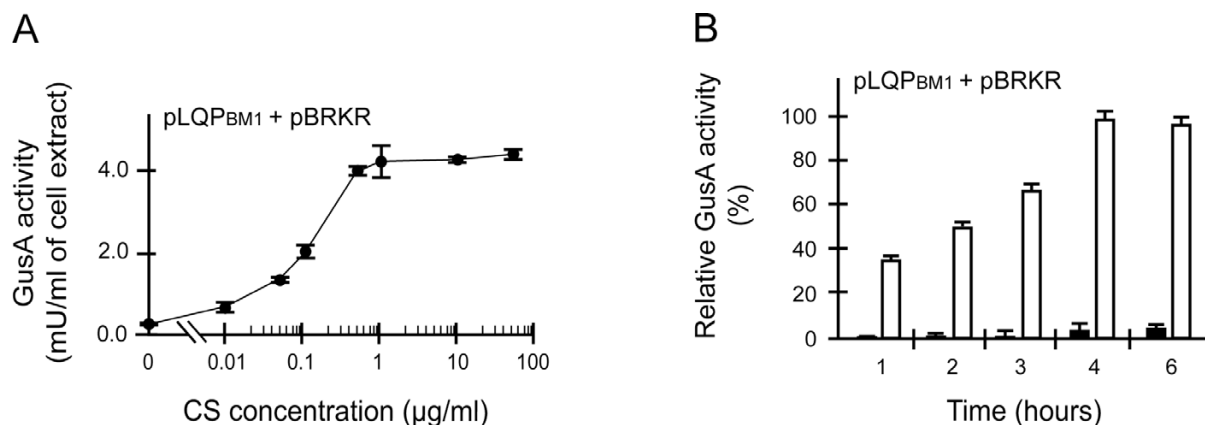 A
GusA activity
(mU/ml of cell extract)
pLQPBM1 + pBRKR
4.0
2.0
0.0
0
0.01
0.1
1
10
100
CS concentration (µg/ml)
B
Relative GusA activity
(%)
pLQPBM1 + pBRKR
100
80
60
40
20
0
1
2
3
4
6
Time (hours)